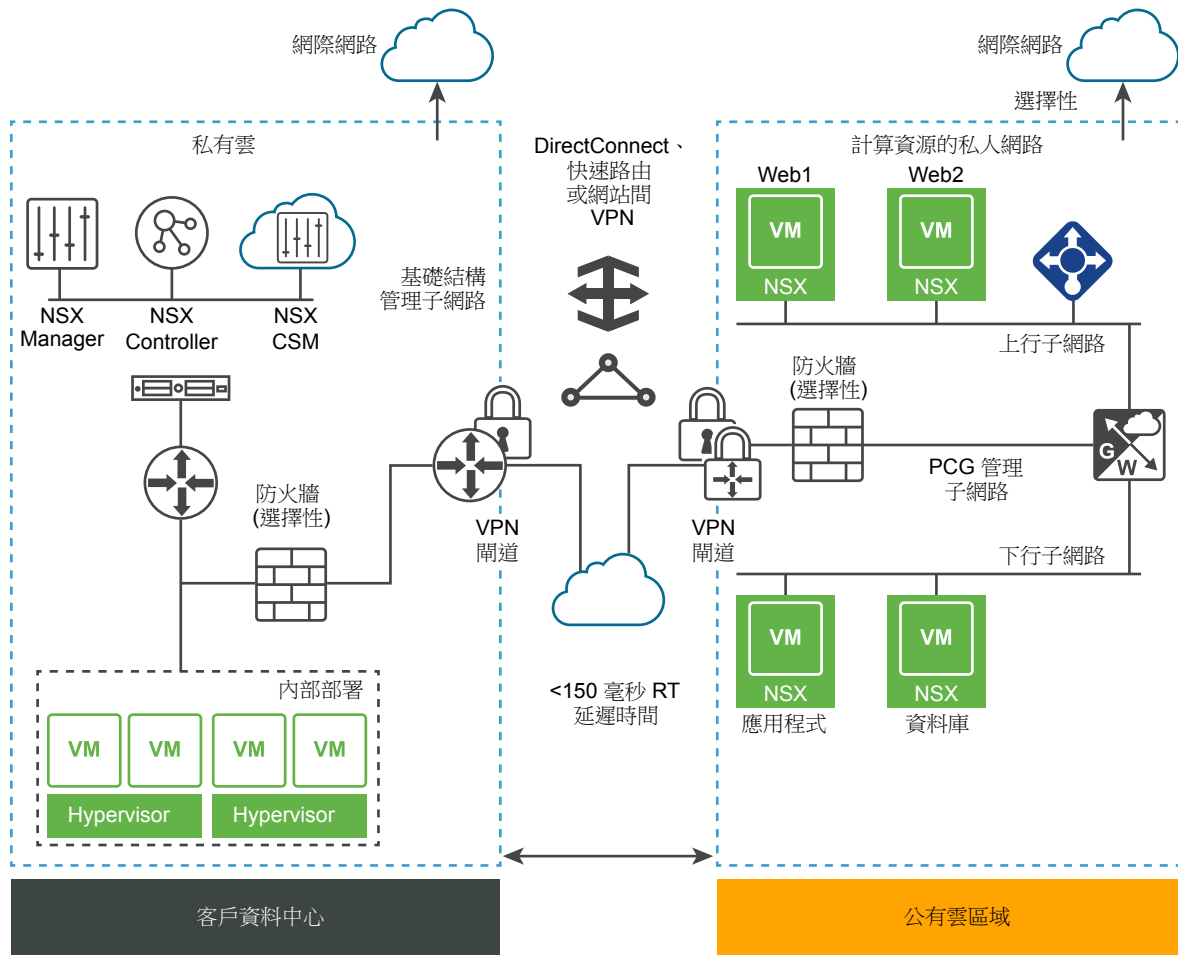 網際網路
網際網路
選擇性
私有雲
計算資源的私人網路
DirectConnect、
快速路由
或網站間
VPN
Web1
Web2
VM
VM
NSX
NSX
基礎結構
管理子網路
NSX
Manager
NSX
Controller
NSX
CSM
上行子網路
防火牆
(選擇性)
G
W
PCG 管理
子網路
防火牆
(選擇性)
VPN
閘道
VPN
閘道
下行子網路
VM
VM
NSX
NSX
應用程式
資料庫
<150 毫秒 RT
延遲時間
內部部署
VM
VM
VM
VM
Hypervisor
Hypervisor
客戶資料中心
公有雲區域